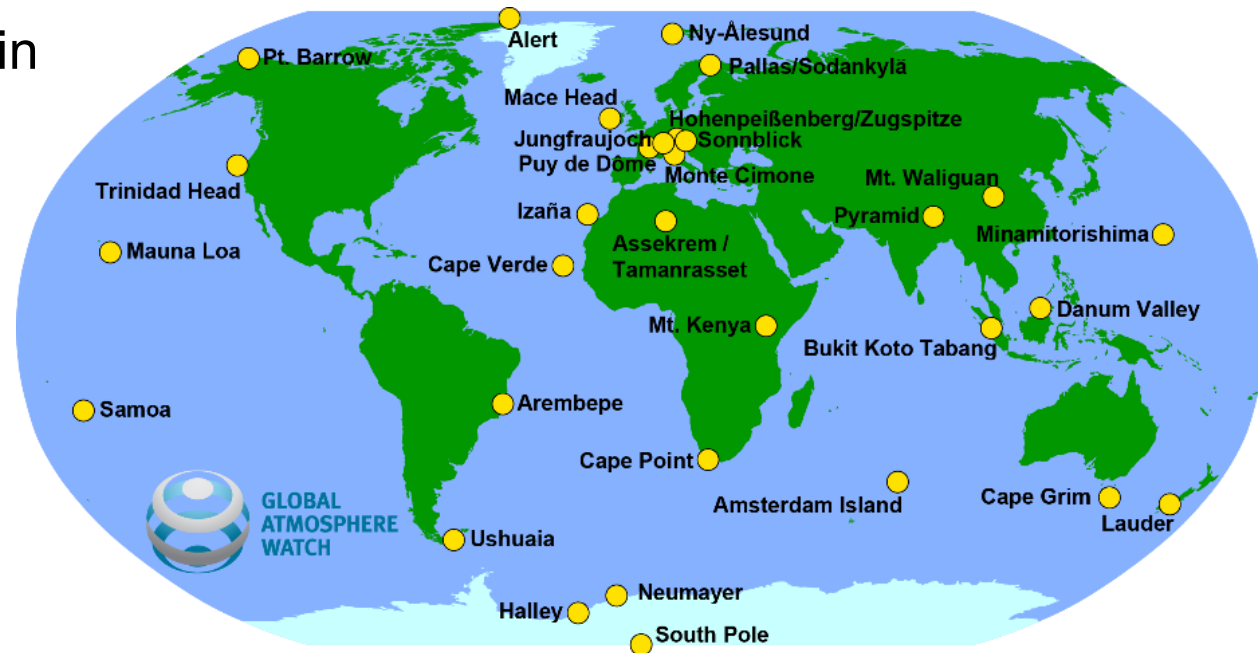 in
Alert
Ny-Ålesund
Pt. Barrow
Pallas/Sodankylä
Mace Head
Hohenpeißenberg/Zugspitze
Jungfraujoch
Sonnblick
Puy de Dôme
Monte Cimone
Mt. Waliguan
Trinidad Head
Izaña
Pyramid
Minamitorishima
Assekrem /
Tamanrasset
Mauna Loa
Cape Verde
Danum Valley
Mt. Kenya
Bukit Koto Tabang
Samoa
Arembepe
Cape Point
Amsterdam Island
Cape Grim
Lauder
GLOBAL
ATMOSPHERE
WATCH
Ushuaia
Neumayer
Halley
South Pole